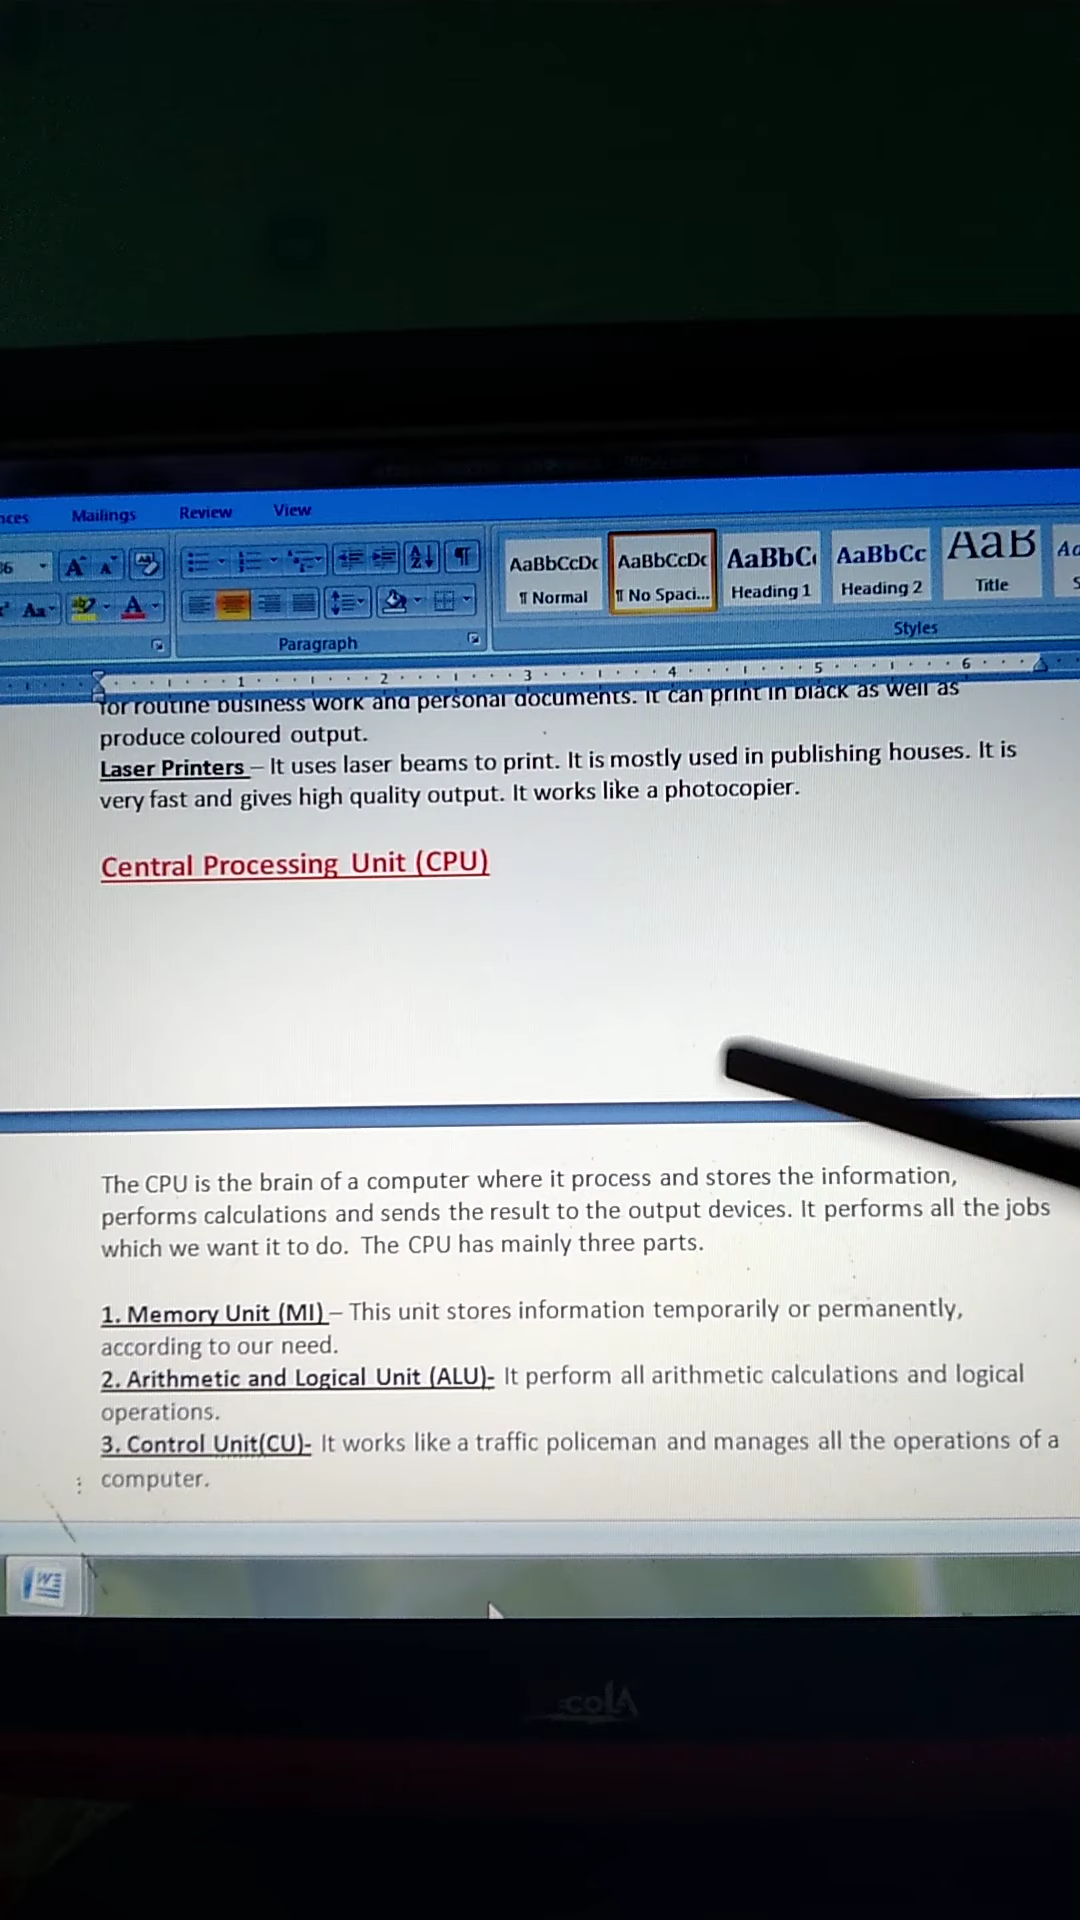 Mailings Review View
AaBbCcDc AaBbCcDc AaBbC AaBbCc AaB
¶ Normal ¶ No Spaci... Heading 1 Heading 2 Title
Paragraph Styles
1 2 3 4 5 6
for routine business work and personal documents. It can print in black as well as
produce coloured output.
Laser Printers – It uses laser beams to print. It is mostly used in publishing houses. It is
very fast and gives high quality output. It works like a photocopier.
Central Processing Unit (CPU)
The CPU is the brain of a computer where it process and stores the information,
performs calculations and sends the result to the output devices. It performs all the jobs
which we want it to do. The CPU has mainly three parts.
1. Memory Unit (MI) – This unit stores information temporarily or permanently,
according to our need.
2. Arithmetic and Logical Unit (ALU)- It perform all arithmetic calculations and logical
operations.
3. Control Unit(CU)- It works like a traffic policeman and manages all the operations of a
computer.